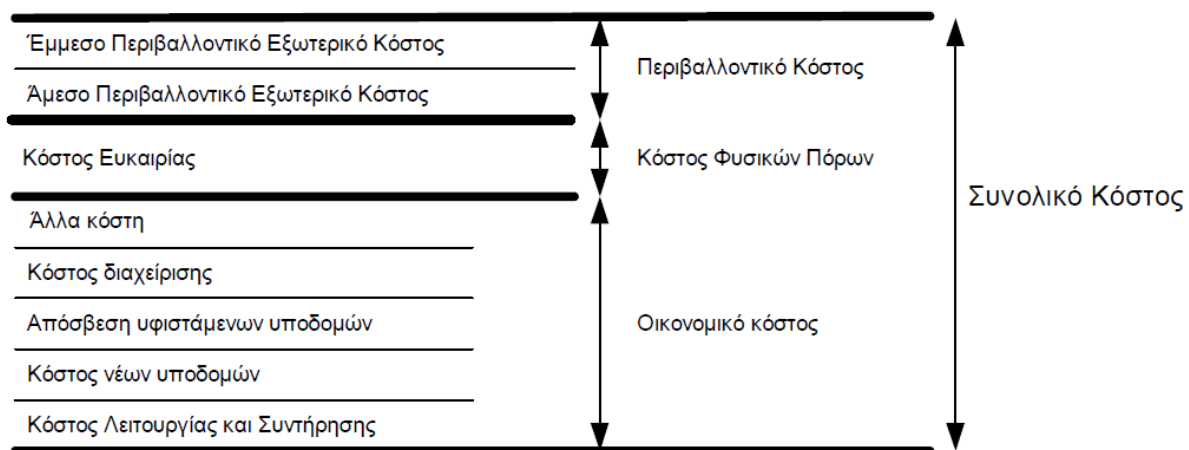 Έμμεσο Περιβαλλοντικό Εξωτερικό Κόστος
Άμεσο Περιβαλλοντικό Εξωτερικό Κόστος
Περιβαλλοντικό Κόστος
Κόστος Ευκαιρίας
Κόστος Φυσικών Πόρων
Άλλα κόστη
Κόστος διαχείρισης
Απόσβεση υφιστάμενων υποδομών
Κόστος νέων υποδομών
Κόστος Λειτουργίας και Συντήρησης
Οικονομικό κόστος
Συνολικό Κόστος